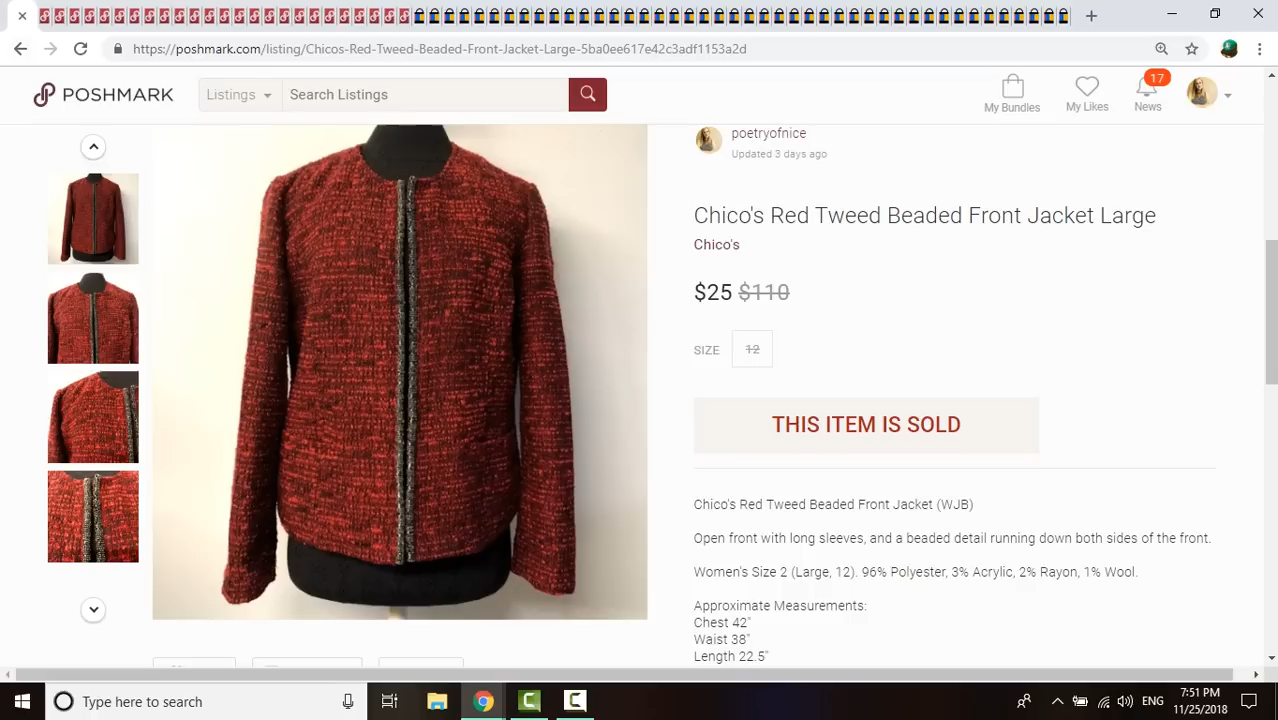 https://poshmark.com/listing/Chicos-Red-Tweed-Beaded-Front-Jacket-Large-5ba0ee617e42c3adf1153a2d
POSHMARK
Listings
Search Listings
My Bundles
My Likes
17
News
poetryofnice
Updated 3 days ago
Chico's Red Tweed Beaded Front Jacket Large
Chico's
$25 $110
SIZE 12
THIS ITEM IS SOLD
Chico's Red Tweed Beaded Front Jacket (WJB)
Open front with long sleeves, and a beaded detail running down both sides of the front.
Women's Size 2 (Large, 12). 96% Polyester, 3% Acrylic, 2% Rayon, 1% Wool.
Approximate Measurements:
Chest 42"
Waist 38"
Length 22.5"
Type here to search
ENG
7:51 PM
11/25/2018